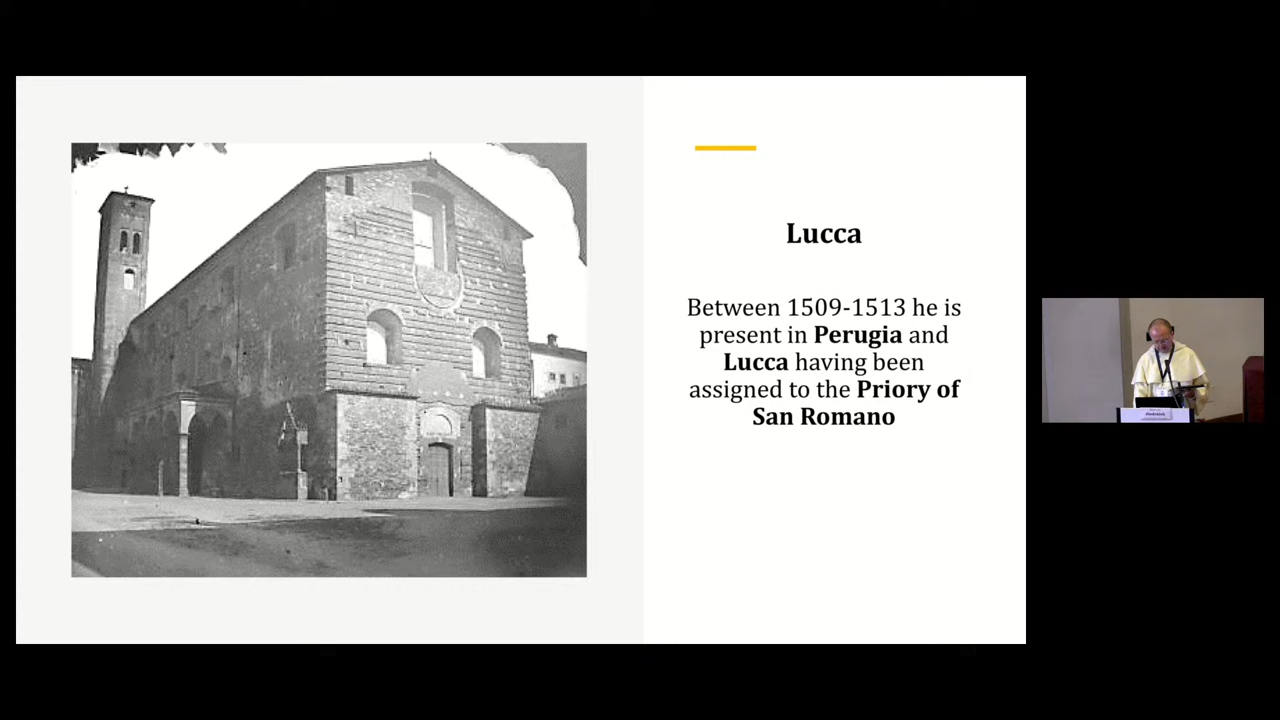 Lucca
Between 1509-1513 he is
present in Perugia and
Lucca having been
assigned to the Priory of
San Romano